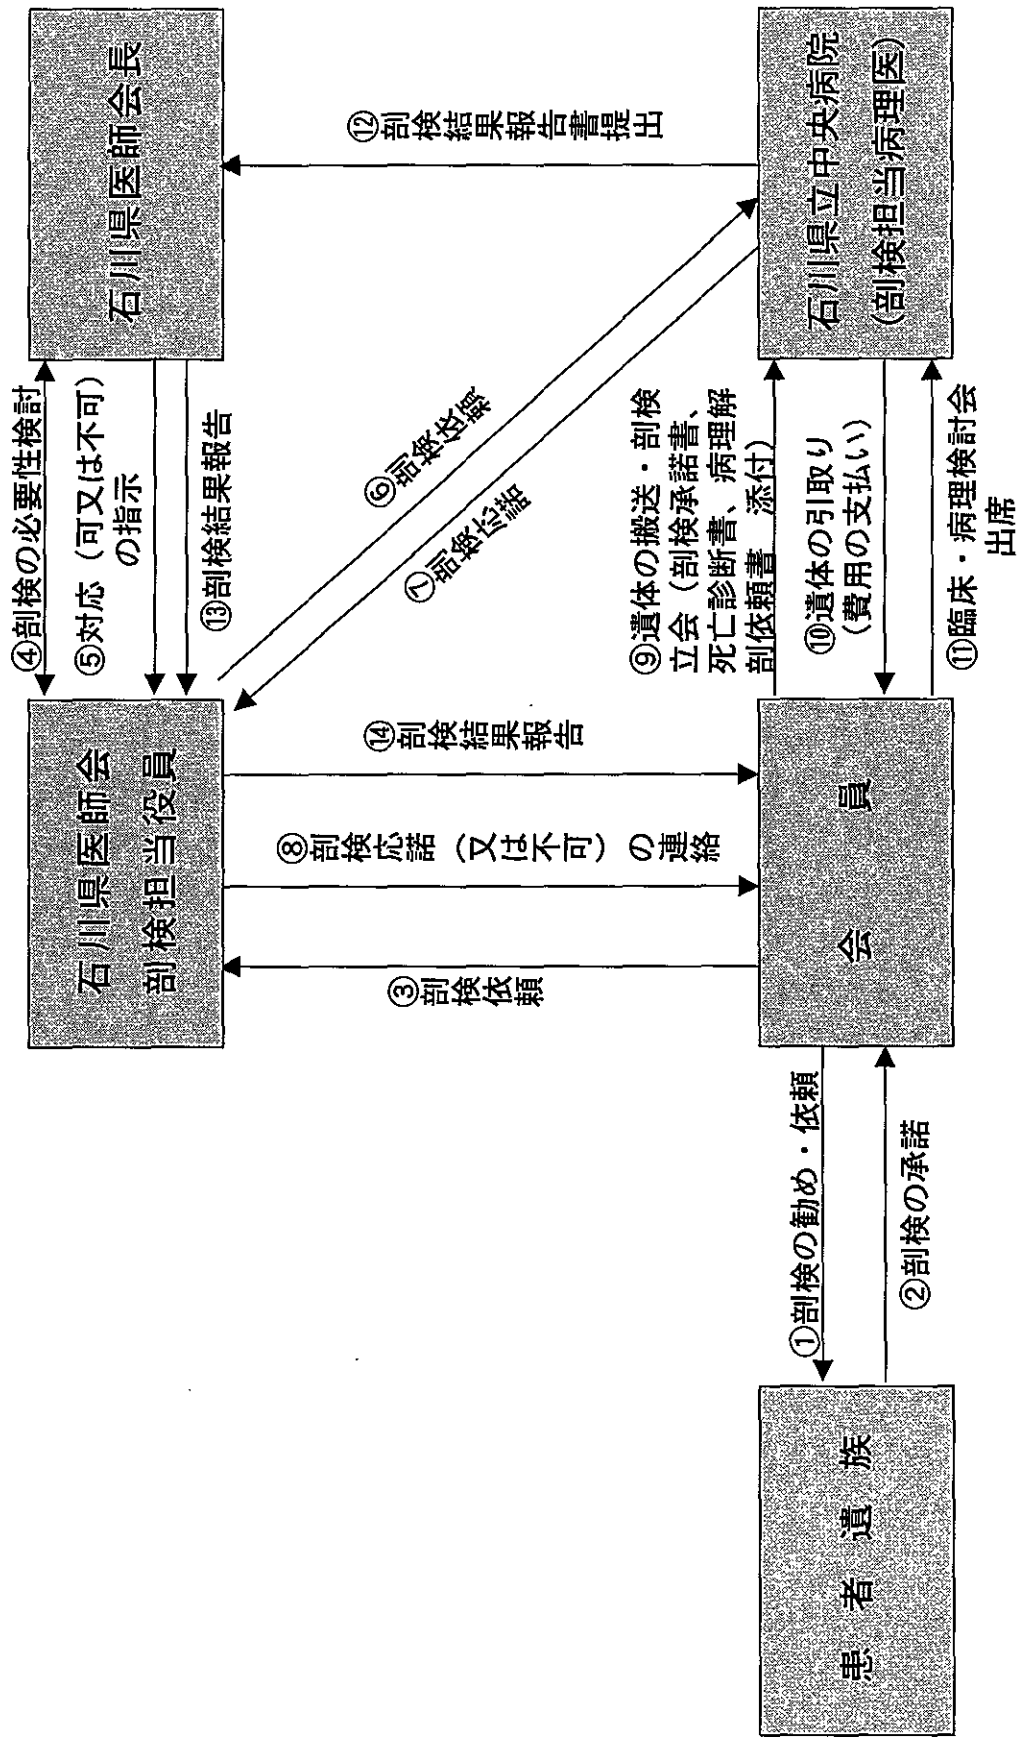 石川県医師会
剖検担当役員
④剖検の必要性検討
⑤対応（可又は不可）
の指示
⑬剖検結果報告
石川県医師会長
⑭剖検結果報告
⑧剖検応諾（又は不可）の連絡
③剖検依頼
⑥剖検依頼
⑦剖検応諾
⑫剖検結果報告書提出
患者遺族
①剖検の勧め・依頼
②剖検の承諾
会員
⑨遺体の搬送・剖検
立会（剖検承諾書、
死亡診断書、病理解
剖依頼書　添付）
⑩遺体の引取り
（費用の支払い）
⑪臨床・病理検討会
出席
石川県立中央病院
(剖検担当病理医)